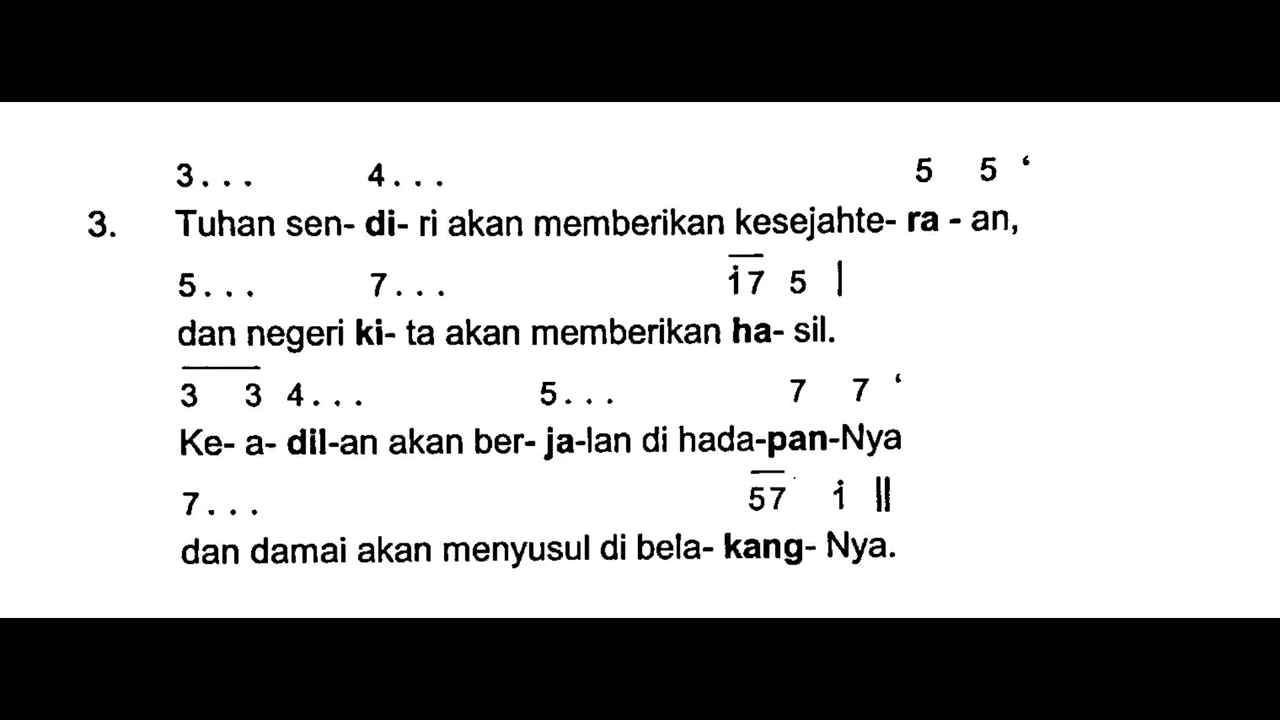 3... 4... 5 5 ‘
3. Tuhan sen- di- ri akan memberikan kesejahte- ra - an,
5... 7... i7 5 |
dan negeri ki- ta akan memberikan ha- sil.
3 3 4... 5... 7 7 ‘
Ke- a- dil-an akan ber- ja-lan di hada-pan-Nya
7... 57 i ||
dan damai akan menyusul di bela- kang- Nya.